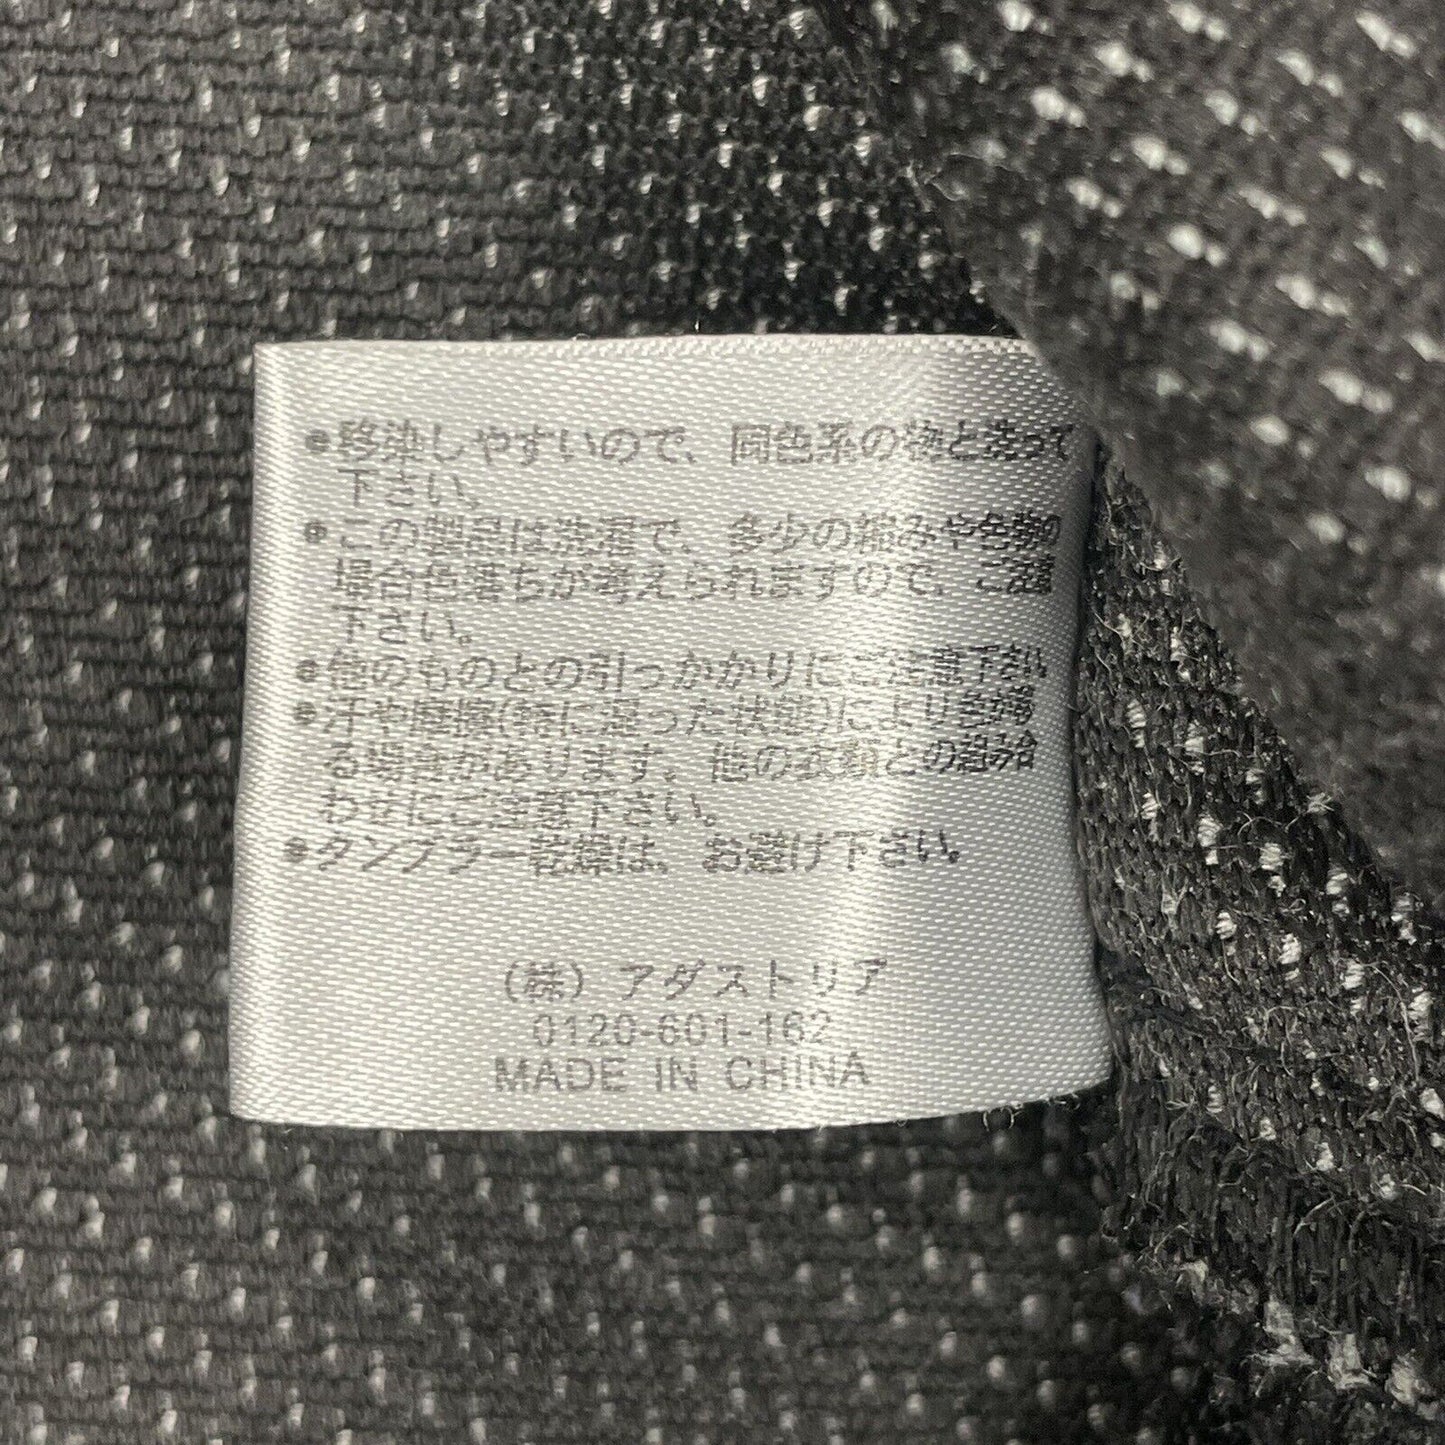 ●移染しやすいので、同色系の物と洗って
下さい。
●この製品は洗濯で、多少の縮みや色物の
場合色落ちが考えられますので、ご注意
下さい。
●他のものとの引っかかりにご注意下さい
●汗や摩擦(特に湿った状態)により色が移
る場合があります。他の衣類との組み合
わせにご注意下さい。
●タンブラー乾燥は、お避け下さい。
(株)アダストリア
0120-601-162
MADE IN CHINA